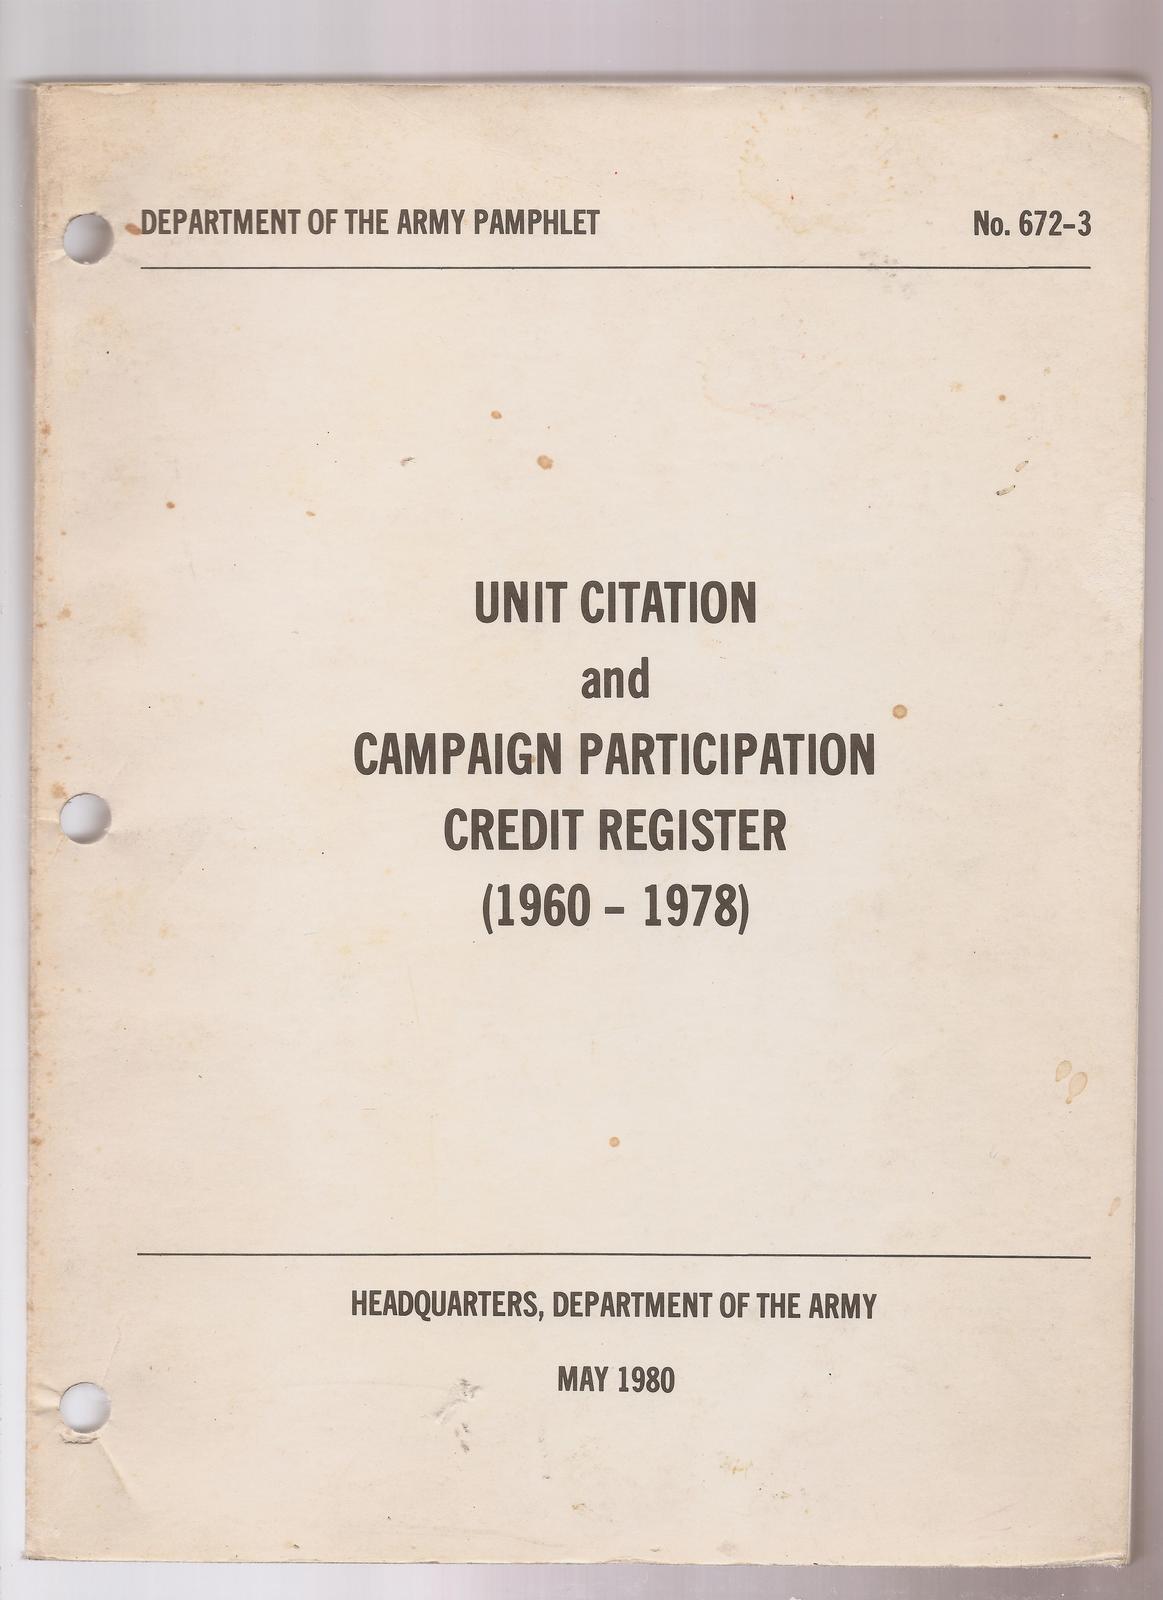 DEPARTMENT OF THE ARMY PAMPHLET No. 672-3
UNIT CITATION
and
CAMPAIGN PARTICIPATION
CREDIT REGISTER
(1960 - 1978)
HEADQUARTERS, DEPARTMENT OF THE ARMY
MAY 1980